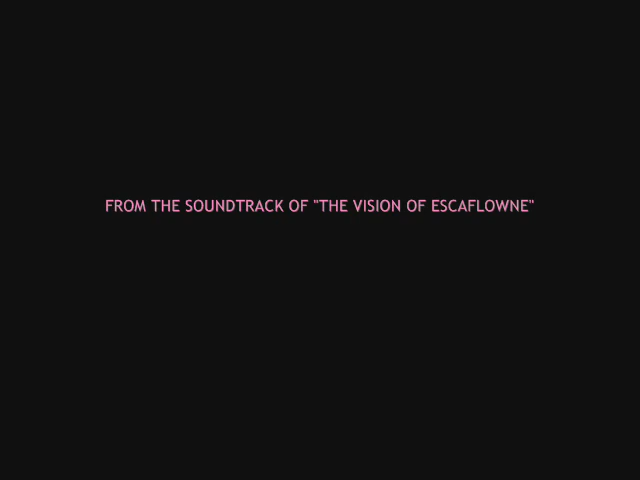 FROM THE SOUNDTRACK OF "THE VISION OF ESCAFLOWNE"